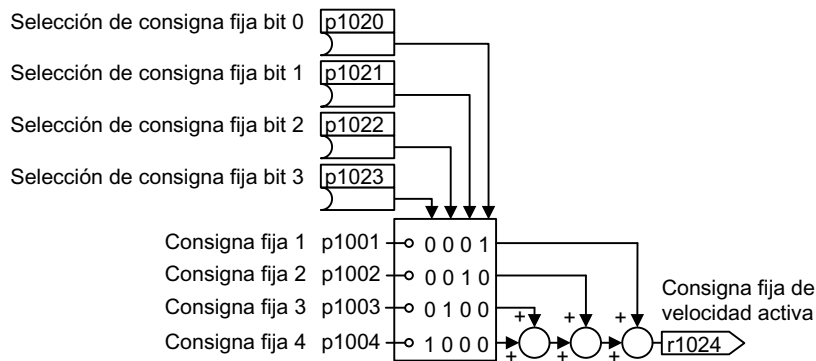 Selección de consigna fija bit 0 p1020
Selección de consigna fija bit 1 p1021
Selección de consigna fija bit 2 p1022
Selección de consigna fija bit 3 p1023
Consigna fija 1 p1001 0 0 0 1
Consigna fija 2 p1002 0 0 1 0
Consigna fija 3 p1003 0 1 0 0
Consigna fija 4 p1004 1 0 0 0
+ + +
+ + +
Consigna fija de
velocidad activa
r1024